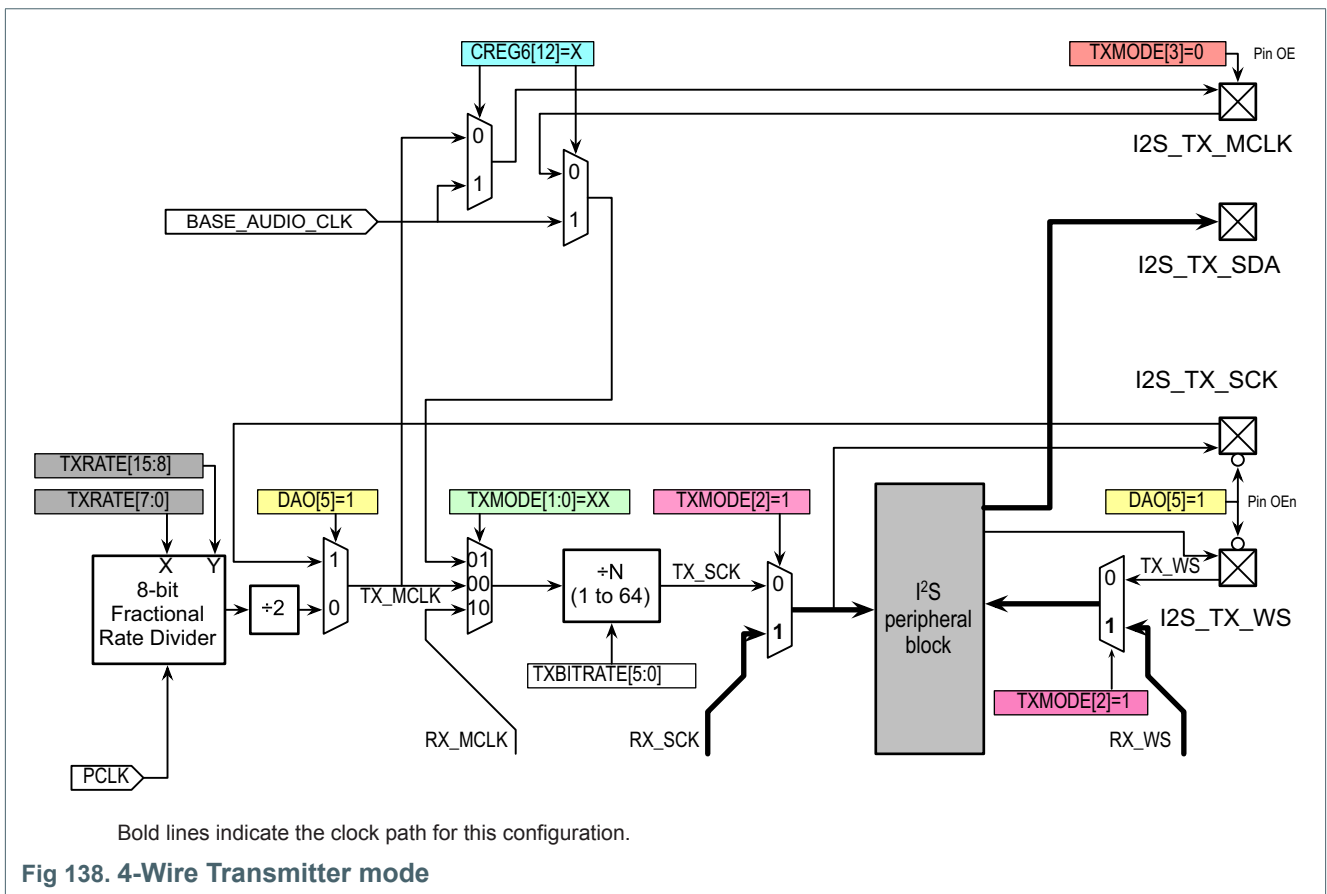 CREG6[12]=X
TXMODE[3]=0
Pin OE
0
1
0
1
I2S_TX_MCLK
BASE_AUDIO_CLK
I2S_TX_SDA
I2S_TX_SCK
TXRATE[15:8]
TXRATE[7:0]
DAO[5]=1
TXMODE[1:0]=XX
TXMODE[2]=1
DAO[5]=1
Pin OEn
X
Y
8-bit
Fractional
Rate Divider
÷2
1
0
TX_MCLK
01
00
10
÷N
(1 to 64)
TX_SCK
0
1
I²S
peripheral
block
TX_WS
0
1
I2S_TX_WS
TXBITRATE[5:0]
TXMODE[2]=1
RX_MCLK
RX_SCK
RX_WS
PCLK
Bold lines indicate the clock path for this configuration.
Fig 138. 4-Wire Transmitter mode